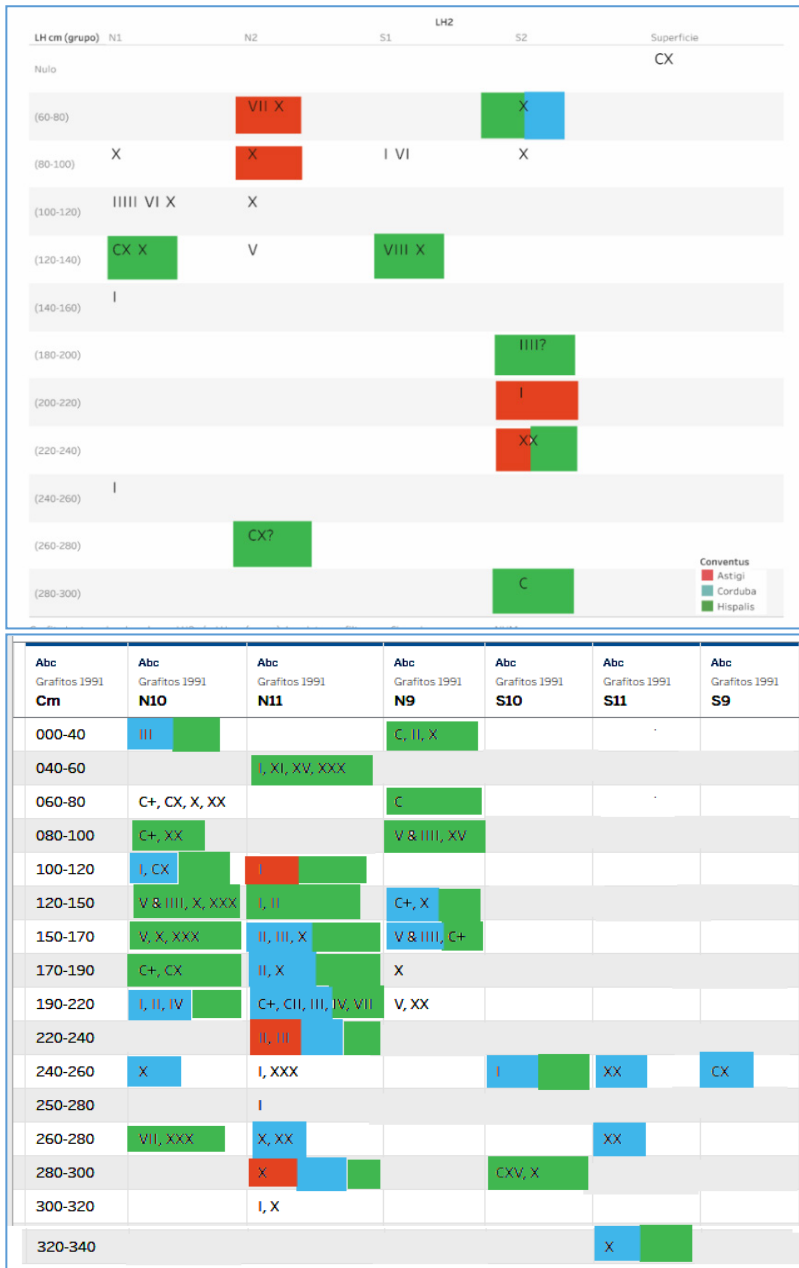 LH2
LH cm (grupo) N1 N2 S1 S2 Superficie
Nulo CX
(60-80) VII X X
(80-100) X X I VI X
(100-120) IIIII VI X X
(120-140) CX X V VIII X
(140-160) I
(180-200) IIII?
(200-220) I
(220-240) XX
(240-260) I
(260-280) CX?
(280-300) C
Conventus
Astigi
Corduba
Hispalis
Abc Abc Abc Abc Abc Abc Abc
Grafitos 1991 Grafitos 1991 Grafitos 1991 Grafitos 1991 Grafitos 1991 Grafitos 1991 Grafitos 1991
Cm N10 N11 N9 S10 S11 S9
000-40 III C, II, X
040-60 I, XI, XV, XXX
060-80 C+, CX, X, XX C
080-100 C+, XX V & IIII, XV
100-120 I, CX I
120-150 V & IIII, X, XXX I, II C+, X
150-170 V, X, XXX II, III, X V & IIII, C+
170-190 C+, CX II, X X
190-220 I, II, IV C+, CII, III, IV, VII V, XX
220-240 II, III
240-260 X I, XXX I XX CX
250-280 I
260-280 VII, XXX X, XX XX
280-300 X CXV, X
300-320 I, X
320-340 X